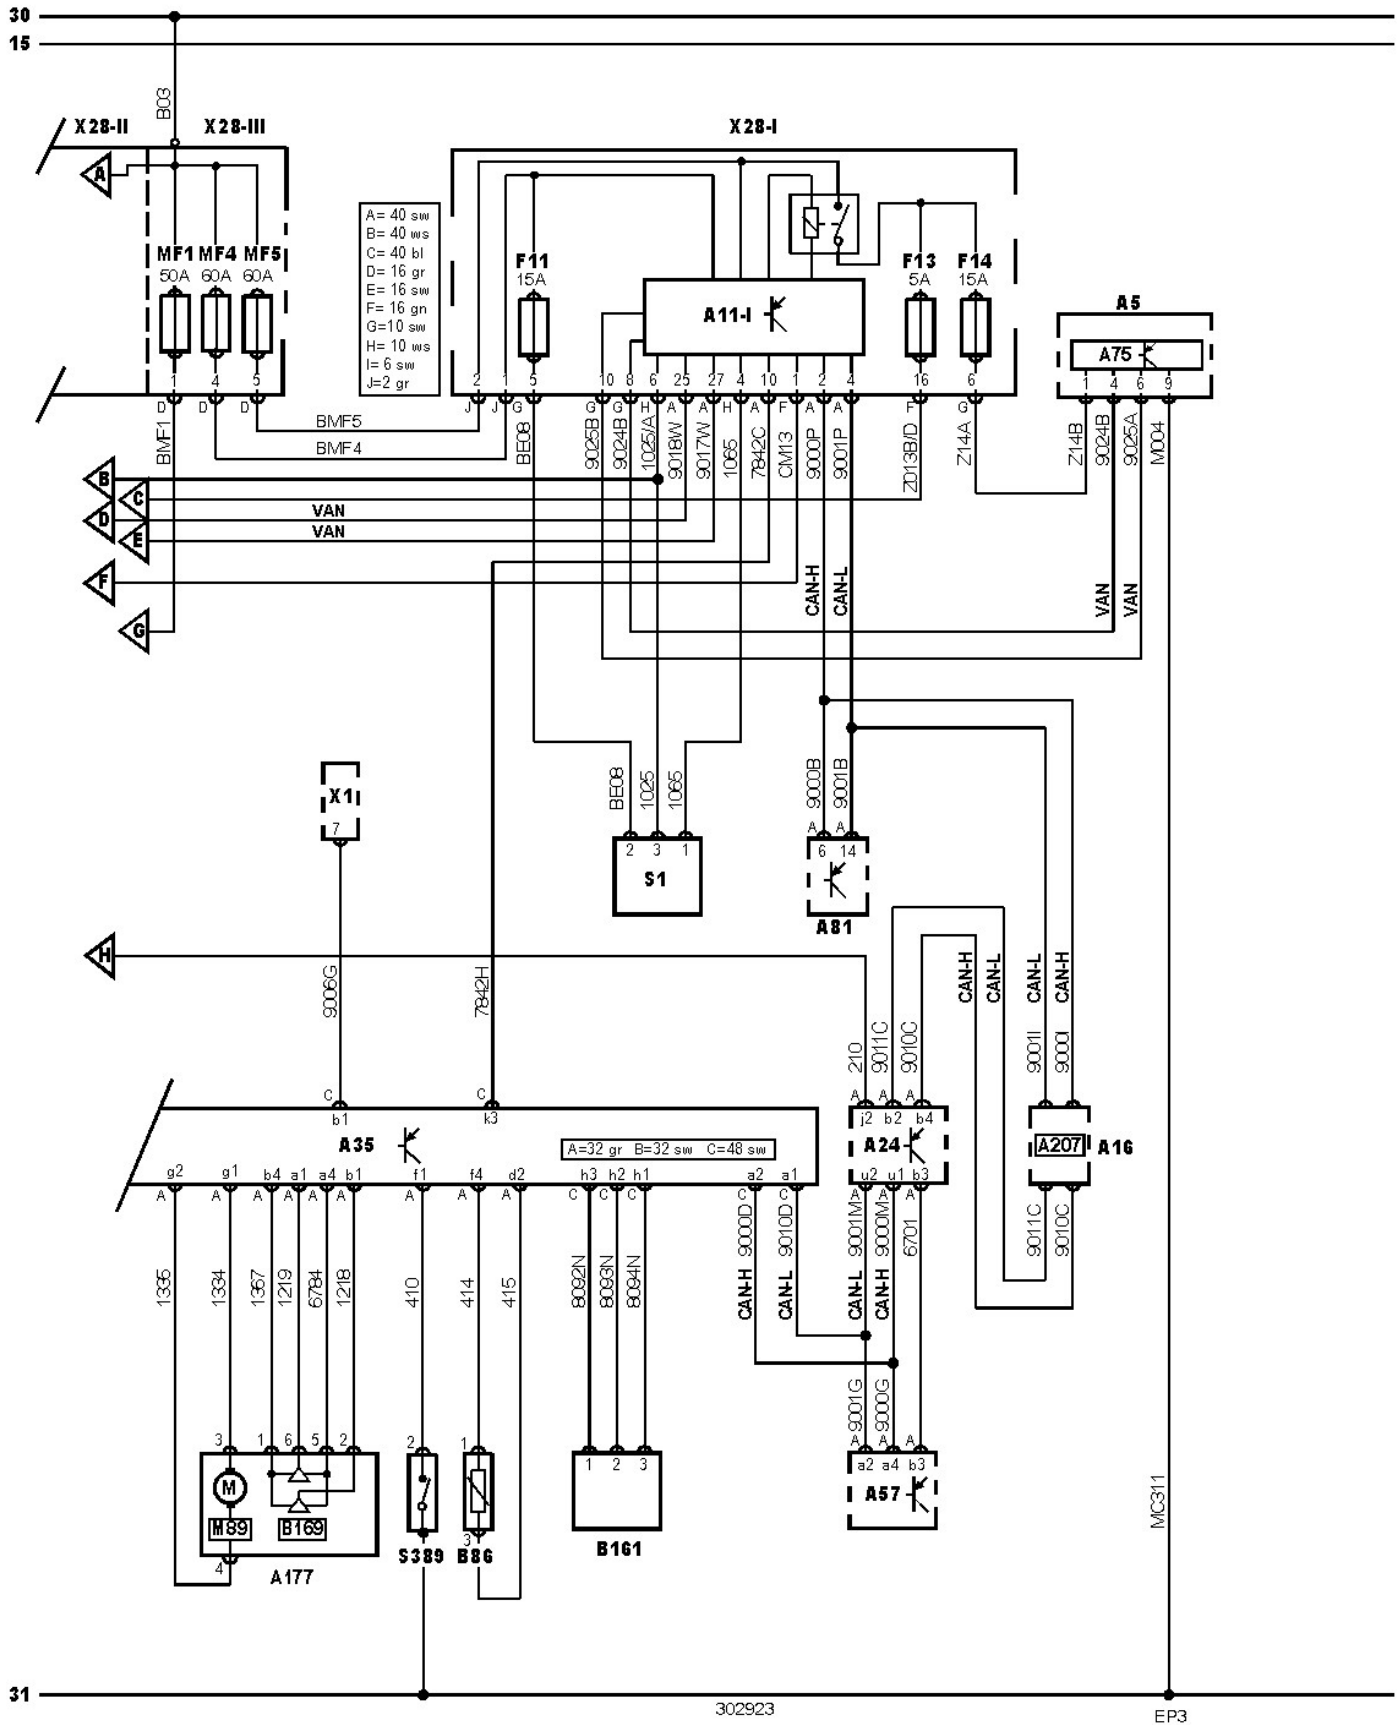 30
15
B03
X28-II
X28-III
X28-I
A
A= 40 sw
B= 40 ws
C= 40 bl
D= 16 gr
E= 16 sw
F= 16 gn
G=10 sw
H= 10 ws
I= 6 sw
J=2 gr
MF1 MF4 MF5
50A 60A 60A
F11
15A
A11-I
F13
5A
F14
15A
A5
A75
1 4 5
2 1 5 10 8 6 25 27 4 10 1 2 4 16 6
1 4 6 9
D D D
J J G G G H A A H A F A A F G
BMF1
BMF5
BMF4
BE08
9025B
9024B
1025/A
9018W
9017W
1065
7842C
CM13
9000P
9001P
Z013B/D
Z14A
Z14B
9024B
9025A
M004
B
C
D
VAN
E
VAN
F
G
CAN-H
CAN-L
VAN
VAN
X1
7
BE08
1025
1065
9000B
9001B
A A
2 3 1
S1
6 14
A81
H
9006G
7842H
CAN-H
CAN-L
CAN-L
CAN-H
210
9011C
9010C
9001I
9000I
C
C
A A A
b1
k3
j2 b2 b4
A35
A=32 gr B=32 sw C=48 sw
A24
A207
A16
g2 g1 b4 a1 a4 b1 f1 f4 d2 h3 h2 h1 a2 a1
u2 u1 b3
A A A A A A A A A C C C C C
A A
1335
1334
1367
1219
6784
1218
410
414
415
8092N
8093N
8094N
CAN-H 9000D
CAN-L 9010D
CAN-L 9001M
CAN-H 9000M
6701
9011C
9010C
9001G
9000G
3 1 6 5 2
2
1
A A A
M
M89
B169
4
A177
S389
3
B86
1 2 3
B161
a2 a4 b3
A57
MC311
31
302923
EP3